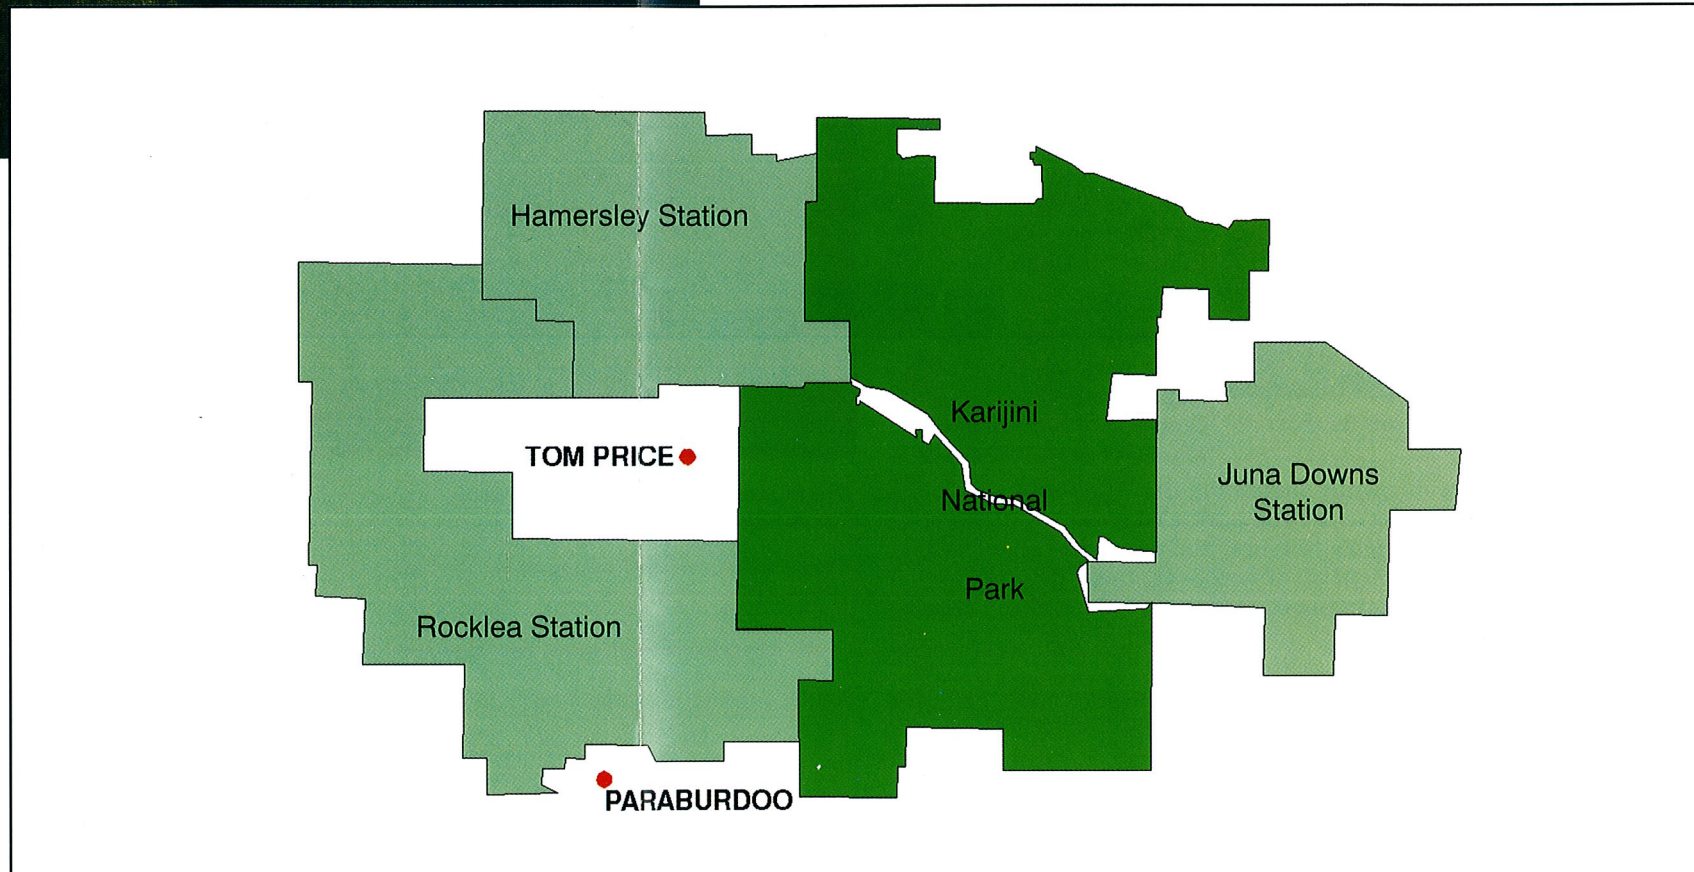 Hamersley Station
Karijini
TOM PRICE
Juna Downs
Station
National
Park
Rocklea Station
PARABURDOO